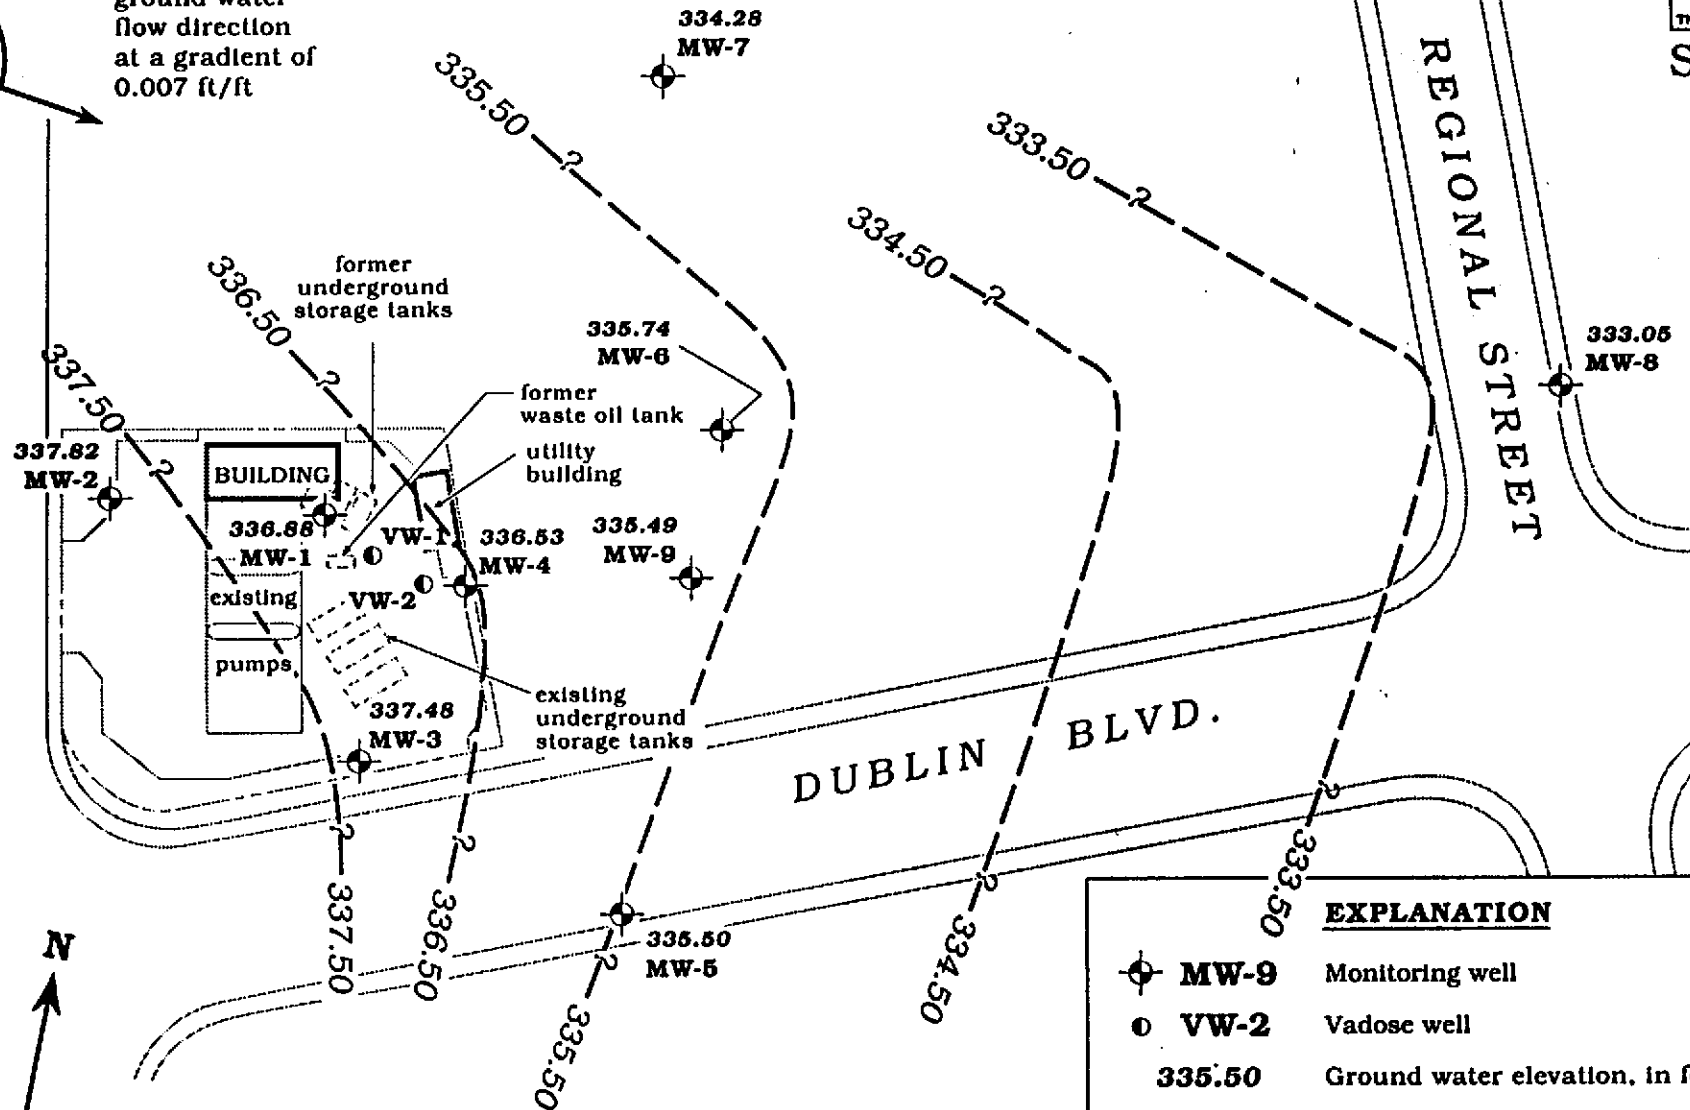 ground water
flow direction
at a gradient of
0.007 ft/ft
334.28
MW-7
335.50
333.50
334.50
336.50
337.50
REGIONAL STREET
former
underground
storage tanks
335.74
MW-6
333.05
MW-8
former
waste oil tank
utility
building
337.82
MW-2
BUILDING
336.88
MW-1
VW-1
336.53
MW-4
335.49
MW-9
existing
VW-2
pumps
337.48
MW-3
existing
underground
storage tanks
DUBLIN BLVD.
337.50
336.50
335.50
MW-5
335.50
334.50
333.50
N
EXPLANATION
MW-9 Monitoring well
VW-2 Vadose well
335.50 Ground water elevation, in f